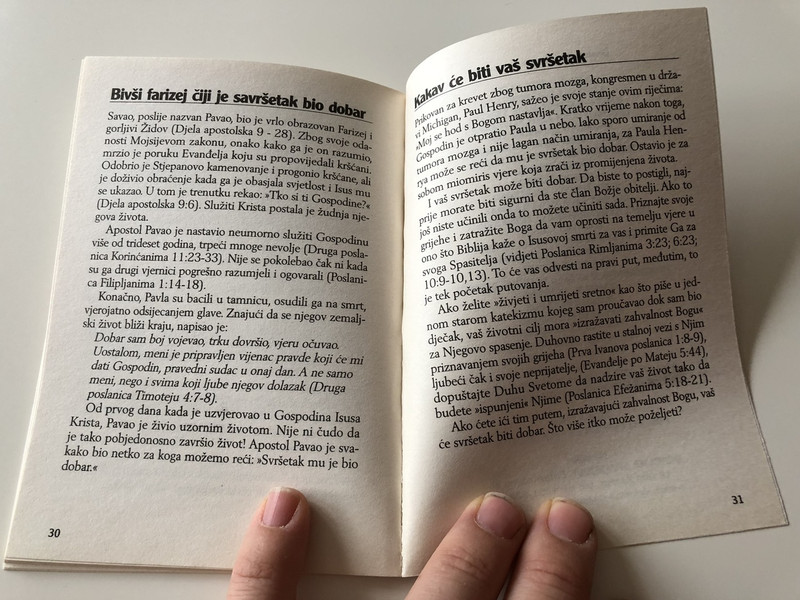 Bivši farizej čiji je savršetak bio dobar
Savao, poslije nazvan Pavao, bio je vrlo obrazovan Farizej i
gorljivi Židov (Djela apostolska 9 - 28). Zbog svoje oda-
nosti Mojsijevom zakonu, onako kako ga je on razumio,
mrzio je poruku Evanđelja koju su propovijedali kršćani.
Odobrio je Stjepanovo kamenovanje i progonio kršćane, ali
je doživio obraćenje kada ga je obasjala svjetlost i Isus mu
se ukazao. U tom je trenutku rekao: »Tko si ti Gospodine?«
(Djela apostolska 9:6). Služiti Krista postala je žudnja nje-
gova života.
Apostol Pavao je nastavio neumorno služiti Gospodinu
više od trideset godina, trpeći mnoge nevolje (Druga posla-
nica Korinćanima 11:23-33). Nije se pokolebao čak ni kada
su ga drugi vjernici pogrešno razumjeli i ogovarali (Poslani-
ca Filipljanima 1:14-18).
Konačno, Pavla su bacili u tamnicu, osudili ga na smrt,
vjerojatno odsijecanjem glave. Znajući da se njegov zemalj-
ski život bliži kraju, napisao je:
Dobar sam boj vojevao, trku dovršio, vjeru očuvao.
Uostalom, meni je pripravljen vijenac pravde koji će mi
dati Gospodin, pravedni sudac u onaj dan. A ne samo
meni, nego i svima koji ljube njegov dolazak (Druga
poslanica Timoteju 4:7-8).
Od prvog dana kada je uzvjerovao u Gospodina Isusa
Krista, Pavao je živio uzornim životom. Nije ni čudo da
je tako pobjedonosno završio život! Apostol Pavao je sva-
kako bio netko za koga možemo reći: »Svršetak mu je bio
dobar.«
30
Kakav će biti vaš svršetak
Prikovan za krevet zbog tumora mozga, kongresmen u drža-
vi Michigan, Paul Henry, sažeo je svoje stanje ovim riječima:
»Moj se hod s Bogom nastavlja«. Kratko vrijeme nakon toga,
Gospodin je otpratio Paula u nebo. Iako sporo umiranje od
tumora mozga i nije lagan način umiranja, za Paula Hen-
rya može se reći da mu je svršetak bio dobar. Ostavio je za
sobom miomiris vjere koja zrači iz promijenjena života.
I vaš svršetak može biti dobar. Da biste to postigli, naj-
prije morate biti sigurni da ste član Božje obitelji. Ako to
još niste učinili onda to možete učiniti sada. Priznajte svoje
grijehe i zatražite Boga da vam oprosti na temelju vjere u
ono što Biblija kaže o Isusovoj smrti za vas i primite Ga za
svoga Spasitelja (vidjeti Poslanica Rimljanima 3:23; 6:23;
10:9-10,13). To će vas odvesti na pravi put, međutim, to
je tek početak putovanja.
Ako želite »živjeti i umrijeti sretno« kao što piše u jed-
nom starom katekizmu kojeg sam proučavao dok sam bio
dječak, vaš životni cilj mora »izražavati zahvalnost Bogu«
za Njegovo spasenje. Duhovno rastite u stalnoj vezi s Njim
priznavanjem svojih grijeha (Prva Ivanova poslanica 1:8-9),
ljubeći čak i svoje neprijatelje, (Evanđelje po Mateju 5:44),
dopuštajte Duhu Svetome da nadzire vaš život tako da
budete »ispunjeni« Njime (Poslanica Efežanima 5:18-21).
Ako ćete ići tim putem, izražavajući zahvalnost Bogu, vaš
će svršetak biti dobar. Što više itko može poželjeti?
31